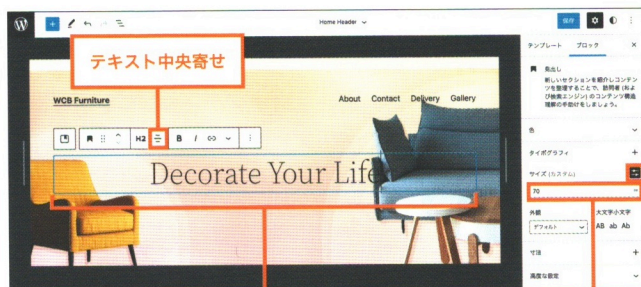 Home Header
保存
テンプレート ブロック
テキスト中央寄せ
見出し
新しいセクションを紹介しコンテン
ツを整理することで、訪問者 (およ
び検索エンジン) のコンテンツ構造
理解の手助けをしましょう。
WCB Furniture
About Contact Delivery Gallery
H2 B I
色
タイポグラフィ
サイズ (カスタム)
70
Decorate Your Life
外観 大文字小文字
デフォルト AB ab Ab
寸法
高度な設定